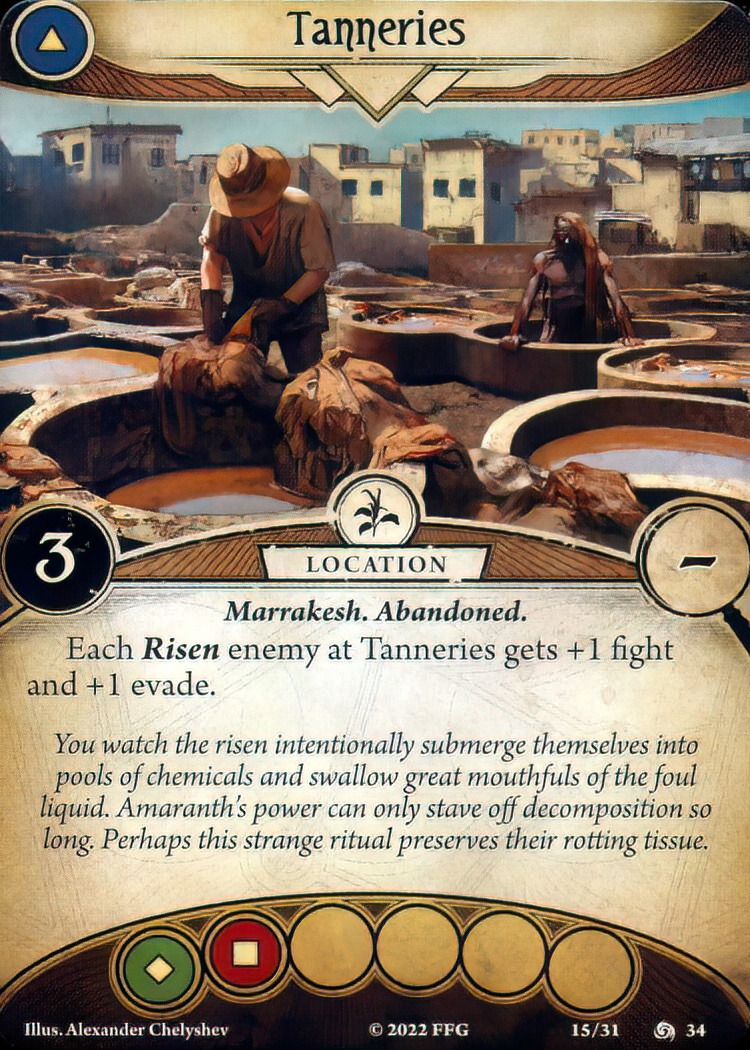 Tanneries
3
LOCATION
-
Marrakesh. Abandoned.
Each Risen enemy at Tanneries gets +1 fight
and +1 evade.
You watch the risen intentionally submerge themselves into
pools of chemicals and swallow great mouthfuls of the foul
liquid. Amaranth's power can only stave off decomposition so
long. Perhaps this strange ritual preserves their rotting tissue.
Illus. Alexander Chelyshev © 2022 FFG 15/31 34